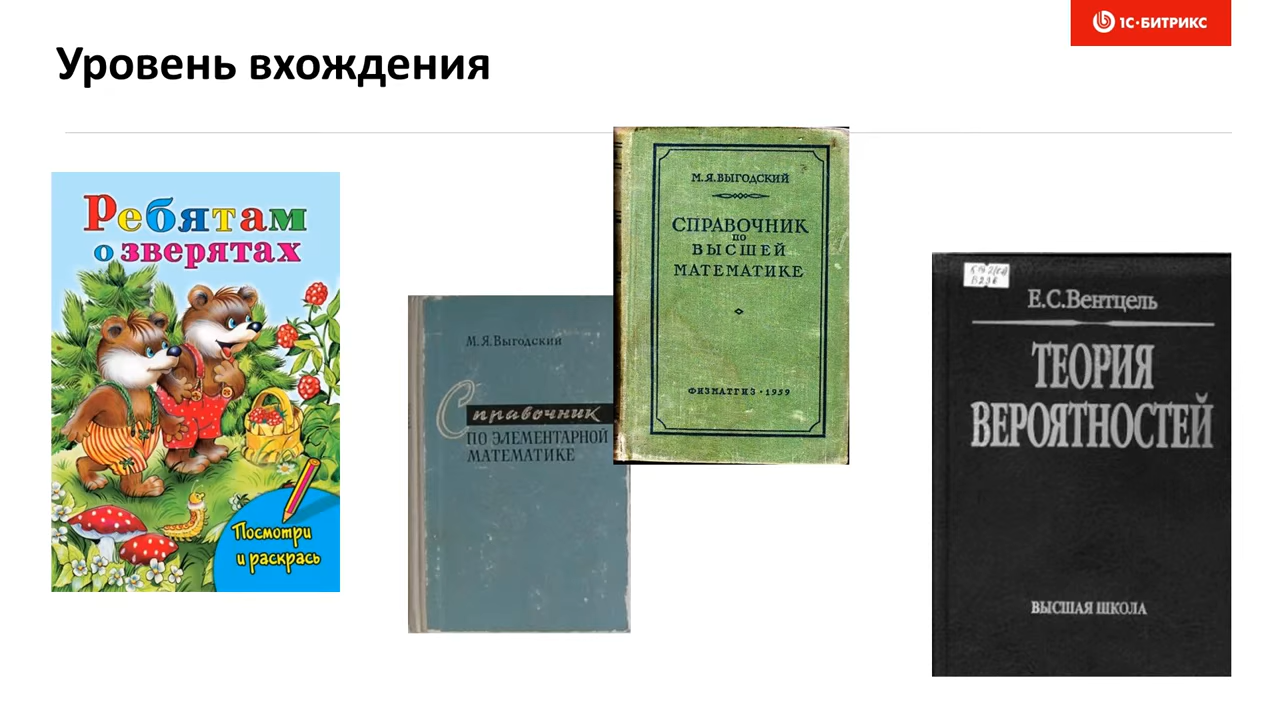 1С-БИТРИКС
Уровень вхождения
Ребятам
о зверятах
Посмотри
и раскрась
М.Я.Выгодский
Справочник
ПО ЭЛЕМЕНТАРНОЙ
МАТЕМАТИКЕ
М.Я.ВЫГОДСКИЙ
СПРАВОЧНИК
ПО
ВЫСШЕЙ
МАТЕМАТИКЕ
ФИЗМАТГИЗ·1959
Е.С.Вентцель
ТЕОРИЯ
ВЕРОЯТНОСТЕЙ
ВЫСШАЯ ШКОЛА